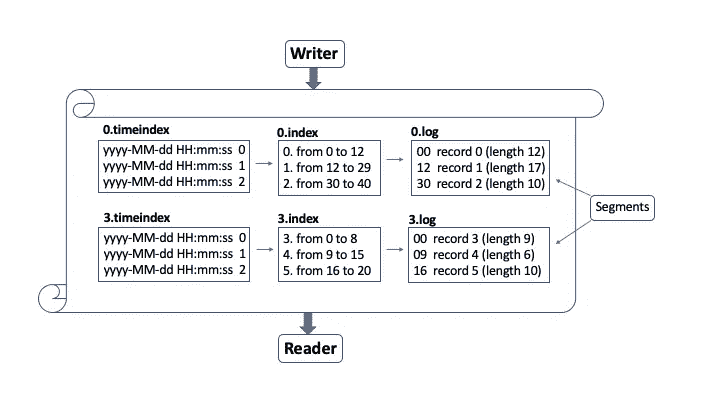 Writer
0.timeindex
yyyy-MM-dd HH:mm:ss 0
yyyy-MM-dd HH:mm:ss 1
yyyy-MM-dd HH:mm:ss 2
0.index
0. from 0 to 12
1. from 12 to 29
2. from 30 to 40
0.log
00 record 0 (length 12)
12 record 1 (length 17)
30 record 2 (length 10)
Segments
3.timeindex
yyyy-MM-dd HH:mm:ss 0
yyyy-MM-dd HH:mm:ss 1
yyyy-MM-dd HH:mm:ss 2
3.index
3. from 0 to 8
4. from 9 to 15
5. from 16 to 20
3.log
00 record 3 (length 9)
09 record 4 (length 6)
16 record 5 (length 10)
Reader